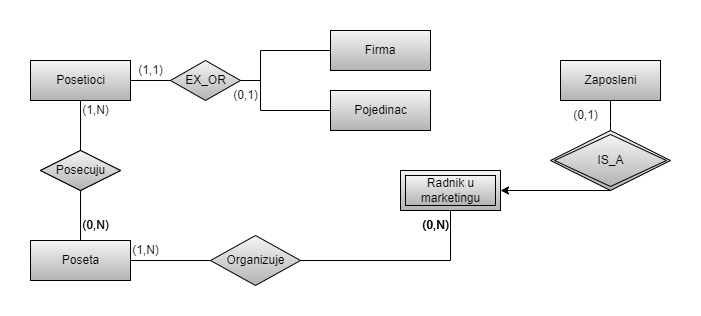 Firma
Posetioci
(1,1)
EX_OR
(0,1)
Zaposleni
Pojedinac
(1,N)
(0,1)
Posecuju
IS_A
Radnik u
marketingu
(0,N)
(0,N)
Poseta
(1,N)
Organizuje